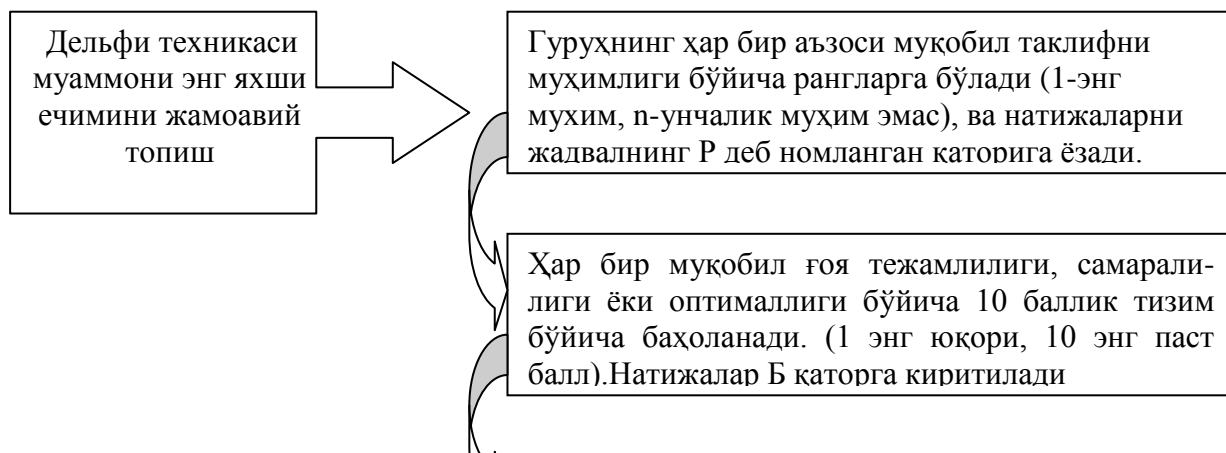 Дельфи техникаси
муаммони энг яхши
ечимини жамоавий
топиш
Гуруҳнинг ҳар бир аъзоси муқобил таклифни
муҳимлиги бўйича рангларга бўлади (1-энг
мухим, n-унчалик муҳим эмас), ва натижаларни
жадвалнинг Р деб номланган қаторига ёзади.
Ҳар бир муқобил ғоя тежамлилиги, самарали-
лиги ёки оптималлиги бўйича 10 баллик тизим
бўйича баҳоланади. (1 энг юқори, 10 энг паст
балл).Натижалар Б қаторга киритилади